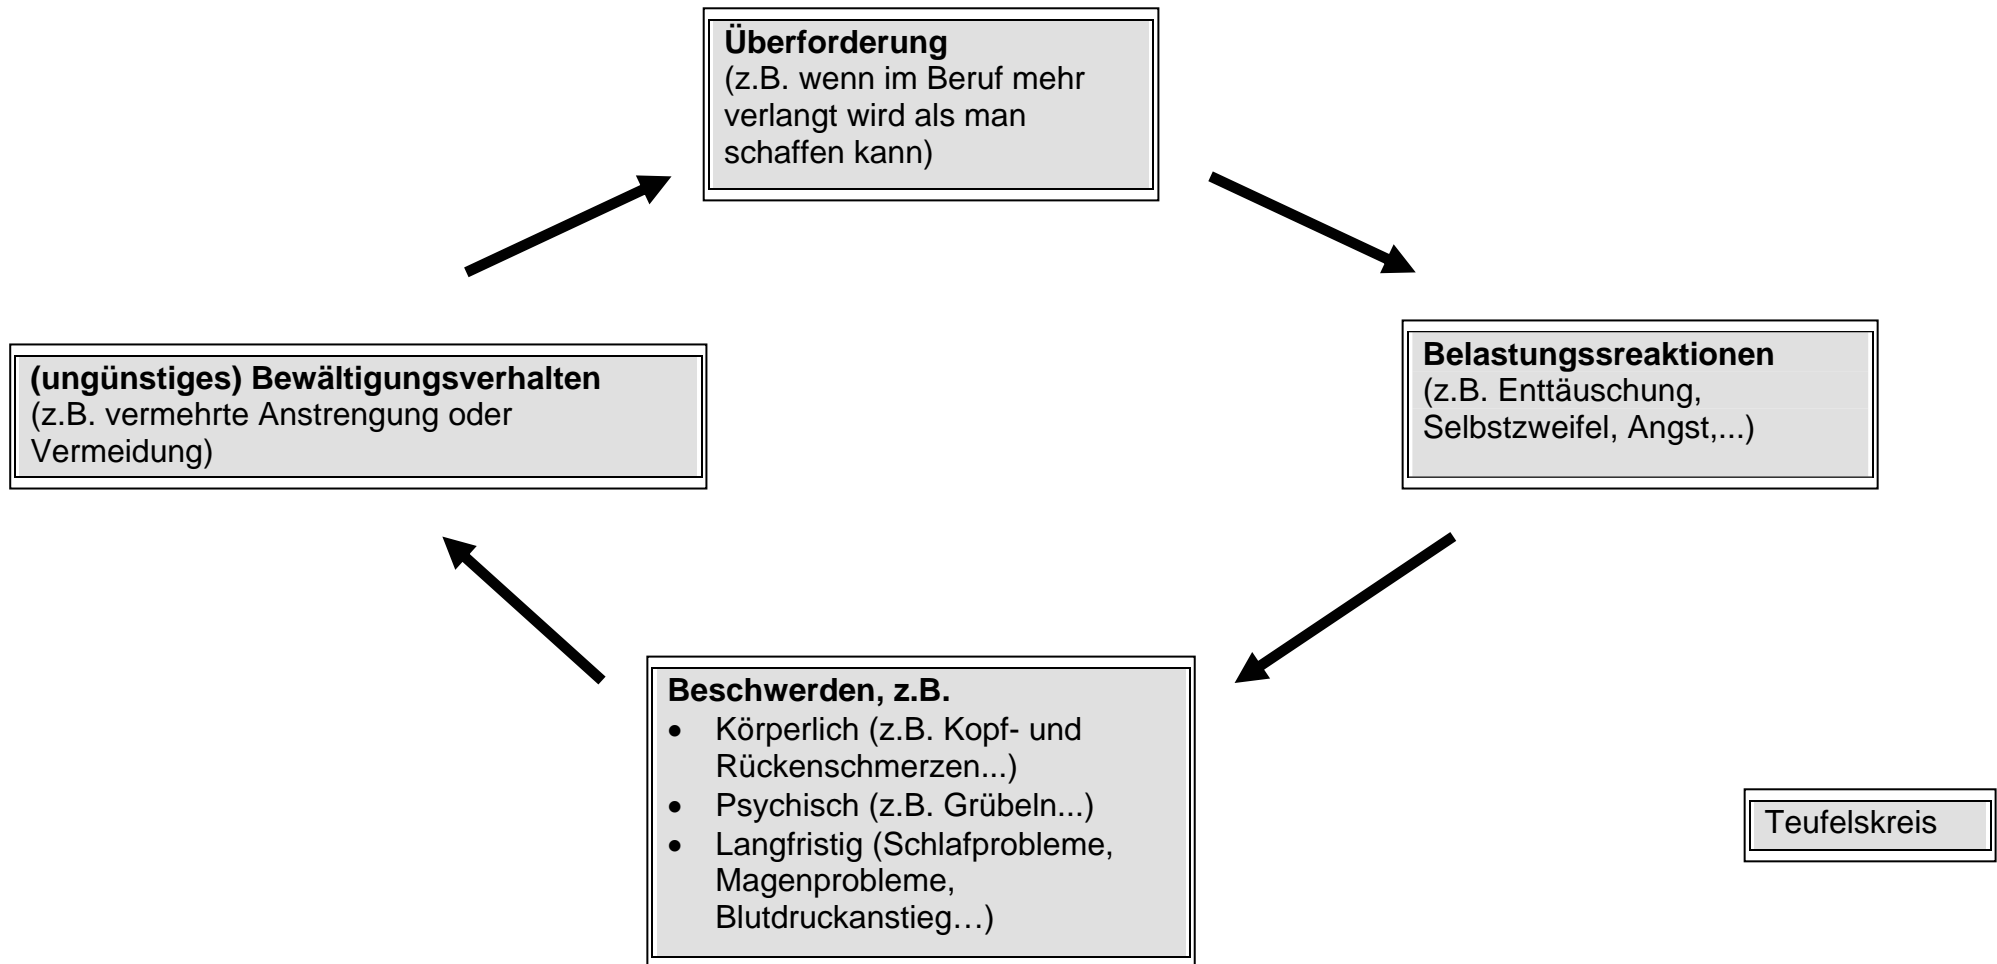 Überforderung
(z.B. wenn im Beruf mehr
verlangt wird als man
schaffen kann)
Belastungssreaktionen
(z.B. Enttäuschung,
Selbstzweifel, Angst,...)
(ungünstiges) Bewältigungsverhalten
(z.B. vermehrte Anstrengung oder
Vermeidung)
Beschwerden, z.B.
• Körperlich (z.B. Kopf- und
Rückenschmerzen...)
• Psychisch (z.B. Grübeln...)
• Langfristig (Schlafprobleme,
Magenprobleme,
Blutdruckanstieg…)
Teufelskreis